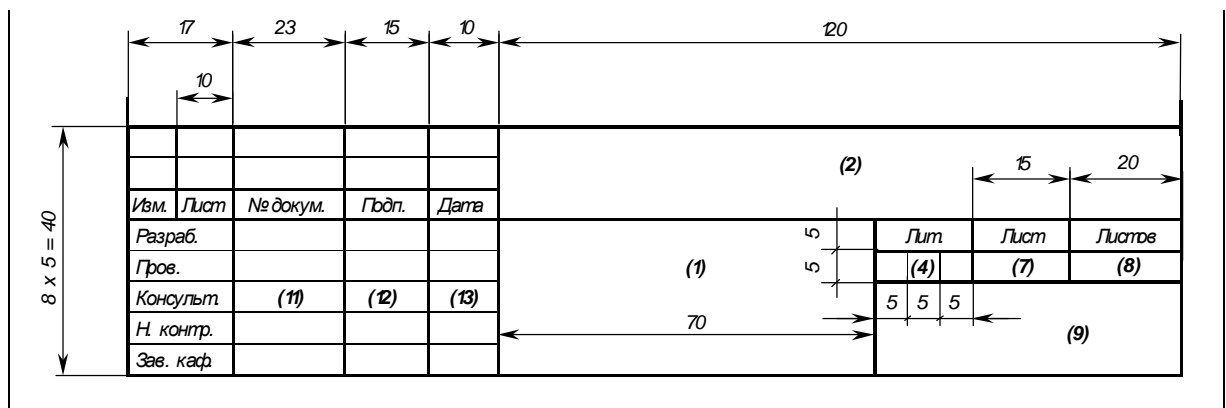 17 23 15 10 120
10
(2) 15 20
Изм. Лист № докум. Подп. Дата
8 x 5 = 40
Разраб. 5 Лит. Лист Листов
Пров. (1) 5 (4) (7) (8)
Консульт. (11) (12) (13) 5 5 5
Н. контр. 70 (9)
Зав. каф.